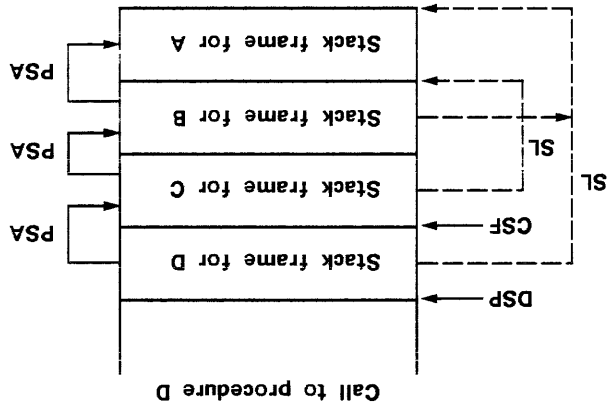 Call to procedure D
DSP
Stack frame for D
PSA
CSF
Stack frame for C
SL
PSA
SL
Stack frame for B
PSA
Stack frame for A